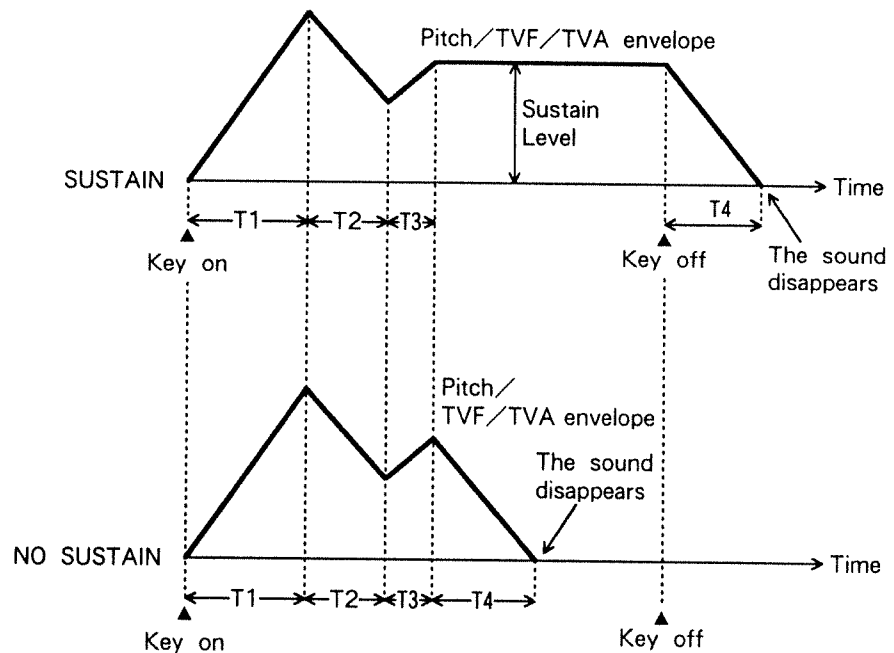 Pitch/TVF/TVA envelope
Sustain
Level
SUSTAIN
Time
T1
T2
T3
T4
Key on
Key off
The sound
disappears
Pitch/
TVF/TVA envelope
The sound
disappears
NO SUSTAIN
Time
T1
T2
T3
T4
Key on
Key off